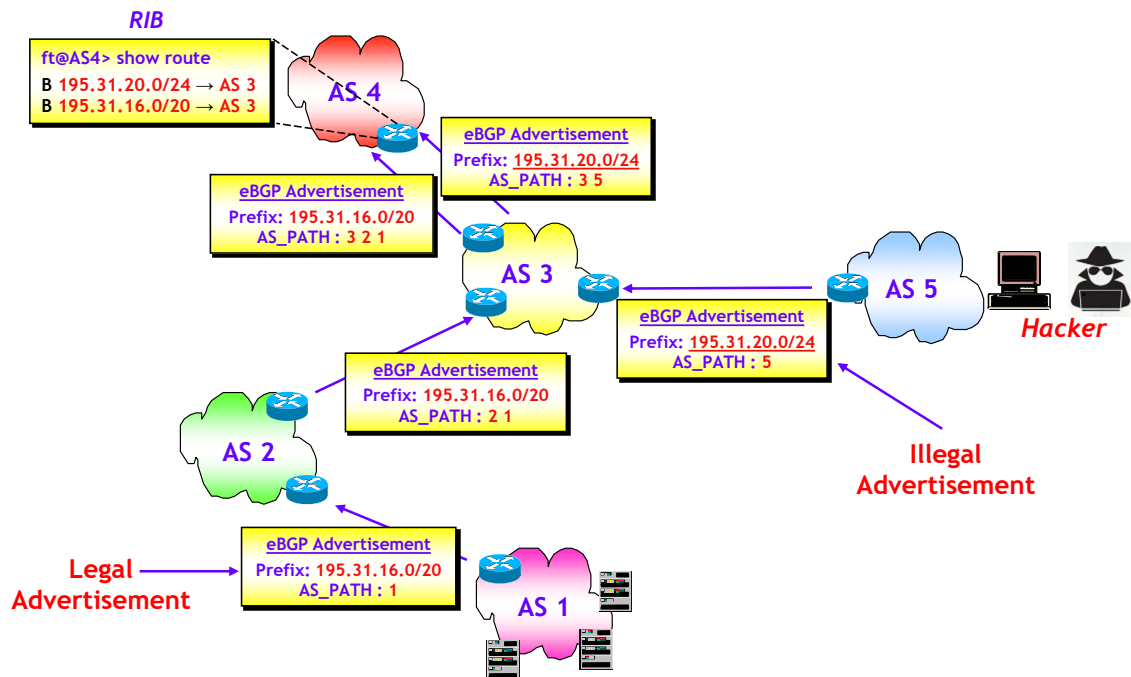 RIB
ft@AS4> show route
B 195.31.20.0/24 → AS 3
B 195.31.16.0/20 → AS 3
AS 4
eBGP Advertisement
Prefix: 195.31.20.0/24
AS_PATH : 3 5
eBGP Advertisement
Prefix: 195.31.16.0/20
AS_PATH : 3 2 1
AS 3
AS 5
Hacker
eBGP Advertisement
Prefix: 195.31.20.0/24
AS_PATH : 5
eBGP Advertisement
Prefix: 195.31.16.0/20
AS_PATH : 2 1
AS 2
Illegal
Advertisement
eBGP Advertisement
Prefix: 195.31.16.0/20
AS_PATH : 1
Legal
Advertisement
AS 1